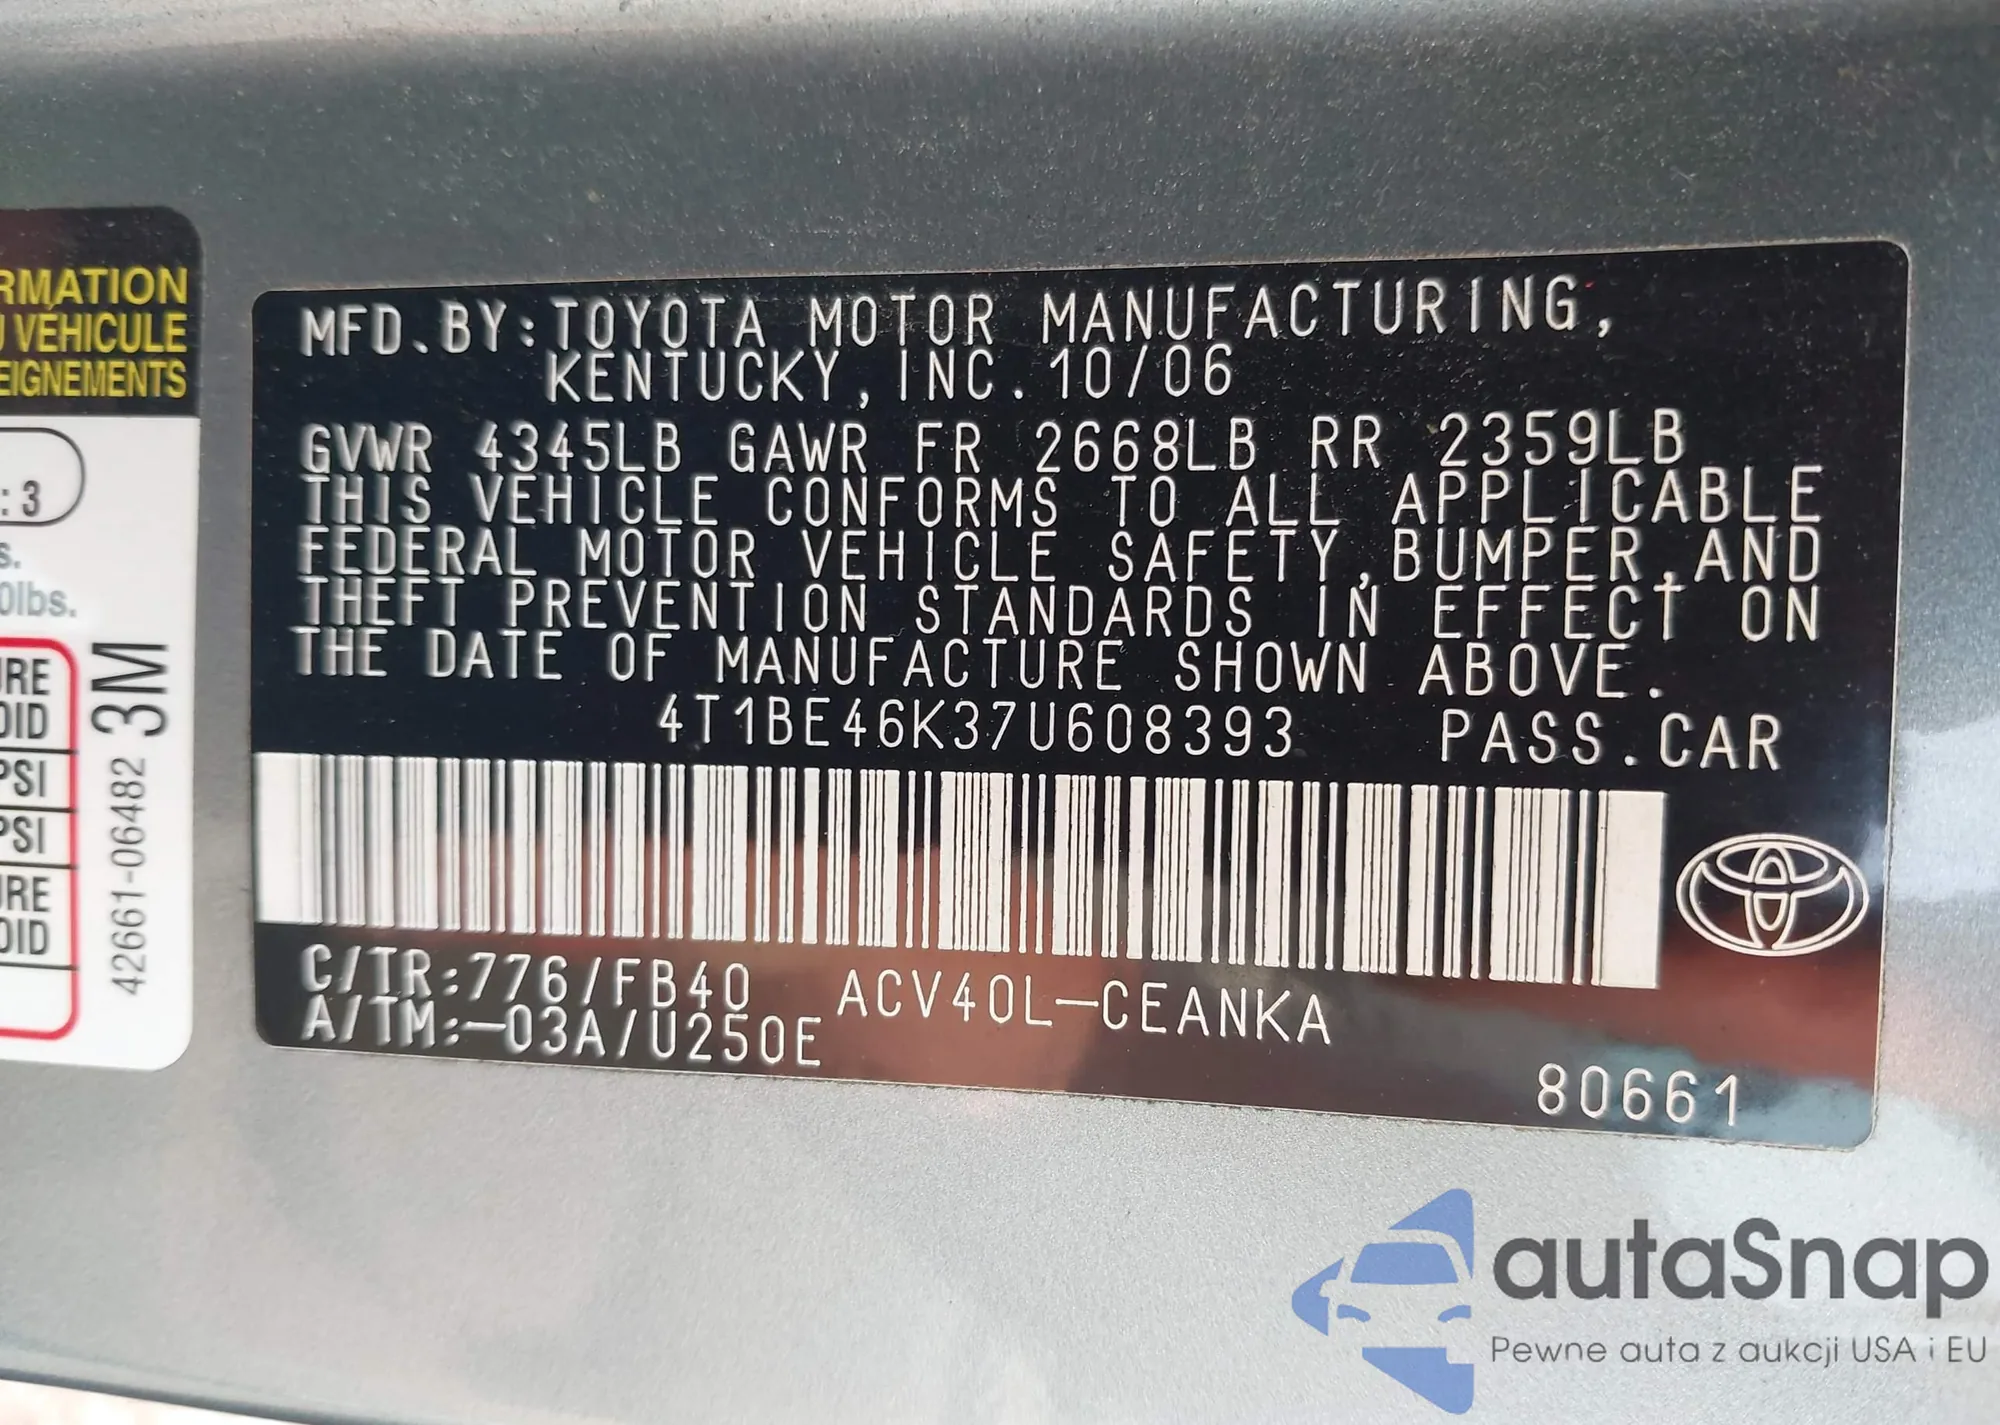 RMATION
VÉHICULE
EIGNEMENTS
: 3
s.
0lbs.
URE
OID
PSI
PSI
URE
OID
42661-06482 3M
MFD.BY:TOYOTA MOTOR MANUFACTURING,
KENTUCKY,INC.10/06
GVWR 4345LB GAWR FR 2668LB RR 2359LB
THIS VEHICLE CONFORMS TO ALL APPLICABLE
FEDERAL MOTOR VEHICLE SAFETY,BUMPER,AND
THEFT PREVENTION STANDARDS IN EFFECT ON
THE DATE OF MANUFACTURE SHOWN ABOVE.
4T1BE46K37U608393 PASS.CAR
C/TR:776/FB40 ACV40L-CEANKA
A/TM:-03A/U250E
80661
autaSnap
Pewne auta z aukcji USA i EU